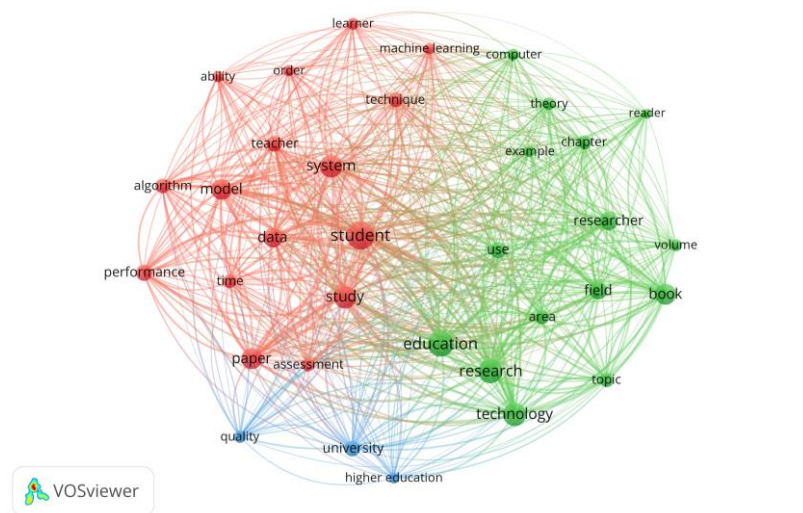 learner
machine learning
computer
order
ability
technique
theory
reader
teacher
example
chapter
system
algorithm
model
researcher
data
student
use
volume
performance
time
study
field
book
area
education
paper
assessment
research
topic
technology
quality
university
higher education
VOSviewer